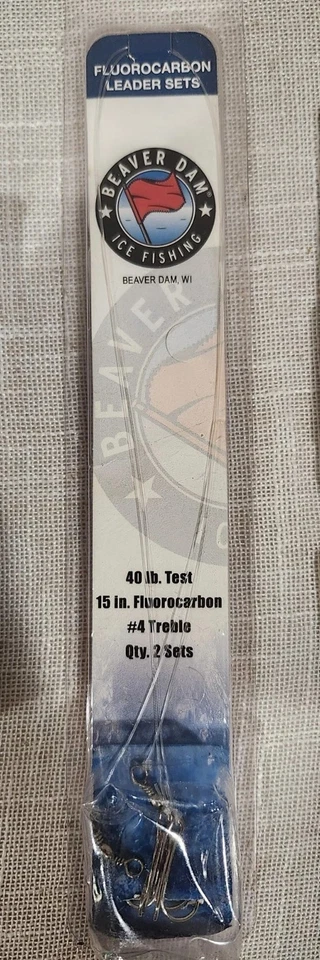 FLUOROCARBON
LEADER SETS
BEAVER DAM
ICE FISHING
BEAVER DAM, WI
BEAVER
40 lb. Test
15 in. Fluorocarbon
#4 Treble
Qty. 2 Sets